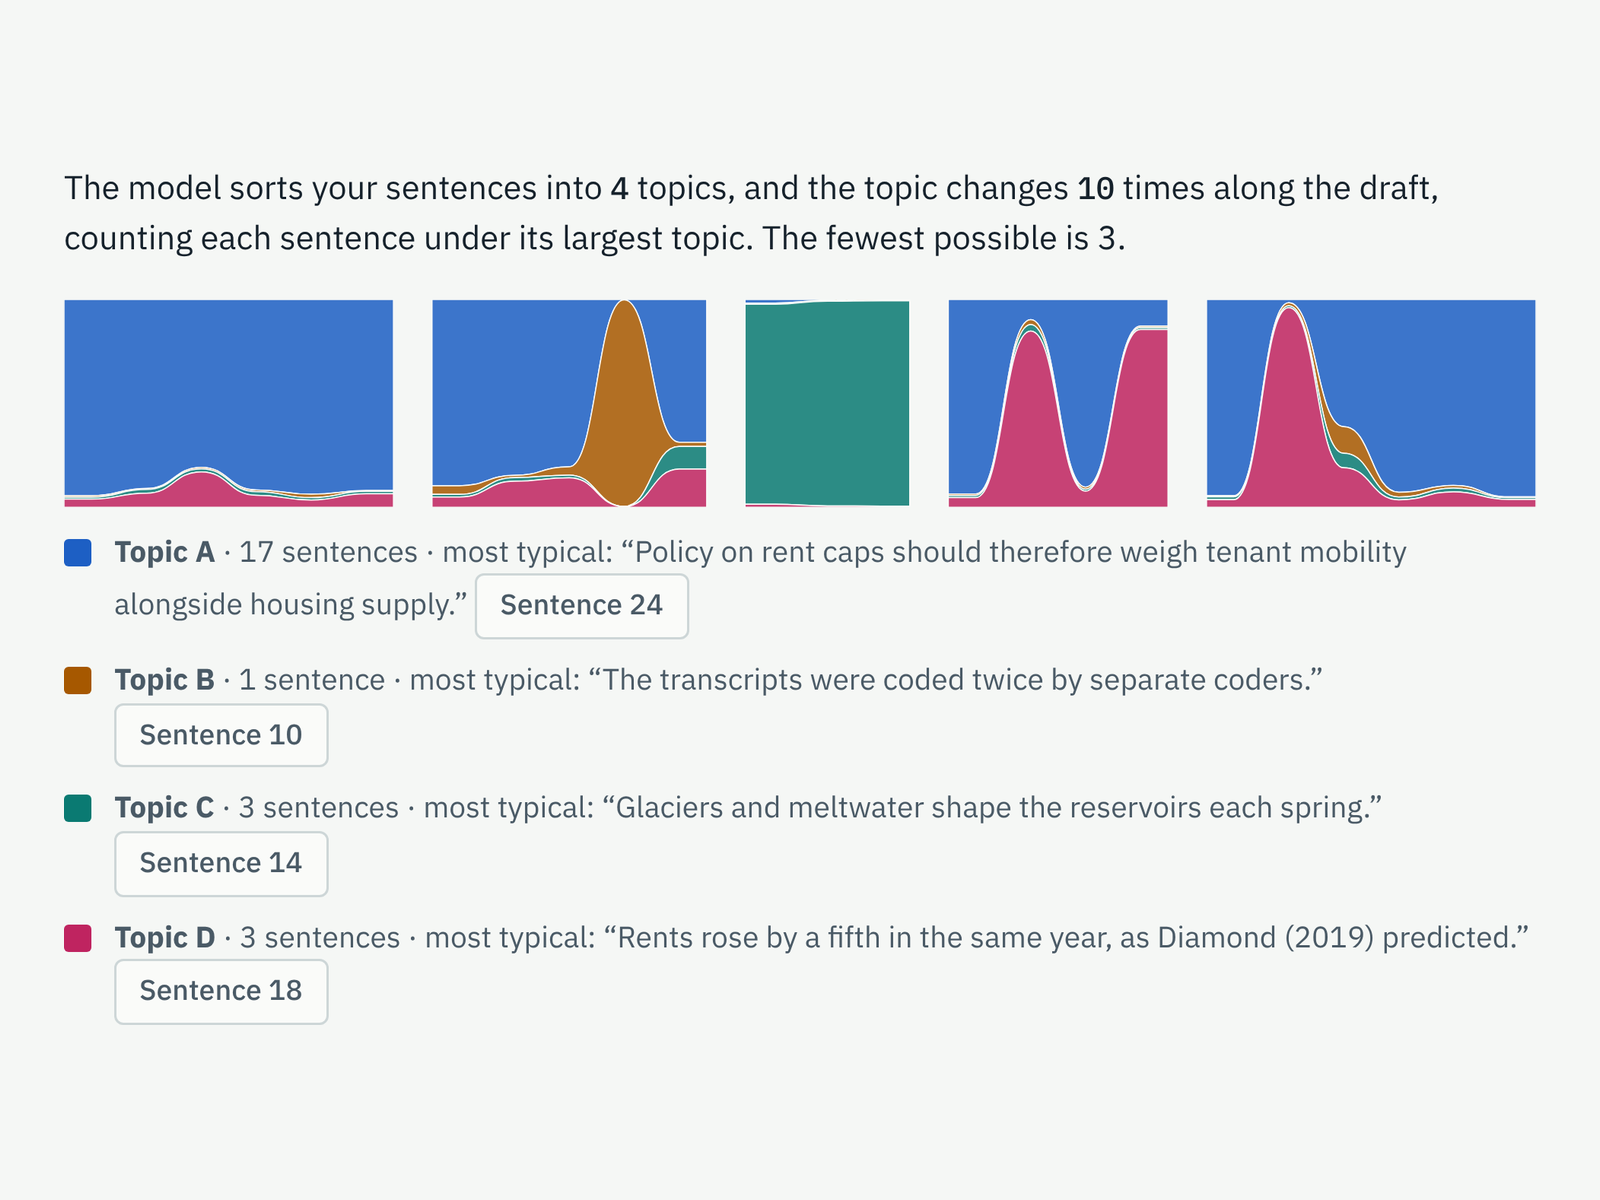 The model sorts your sentences into 4 topics, and the topic changes 10 times along the draft,
counting each sentence under its largest topic. The fewest possible is 3.
Topic A · 17 sentences · most typical: “Policy on rent caps should therefore weigh tenant mobility
alongside housing supply.” Sentence 24
Topic B · 1 sentence · most typical: “The transcripts were coded twice by separate coders.”
Sentence 10
Topic C · 3 sentences · most typical: “Glaciers and meltwater shape the reservoirs each spring.”
Sentence 14
Topic D · 3 sentences · most typical: “Rents rose by a fifth in the same year, as Diamond (2019) predicted.”
Sentence 18